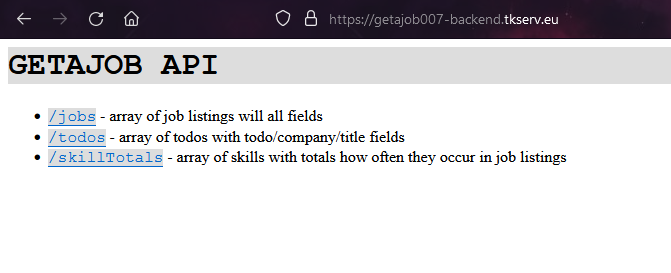 https://getajob007-backend.tkserv.eu
GETAJOB API
/jobs - array of job listings will all fields
/todos - array of todos with todo/company/title fields
/skillTotals - array of skills with totals how often they occur in job listings